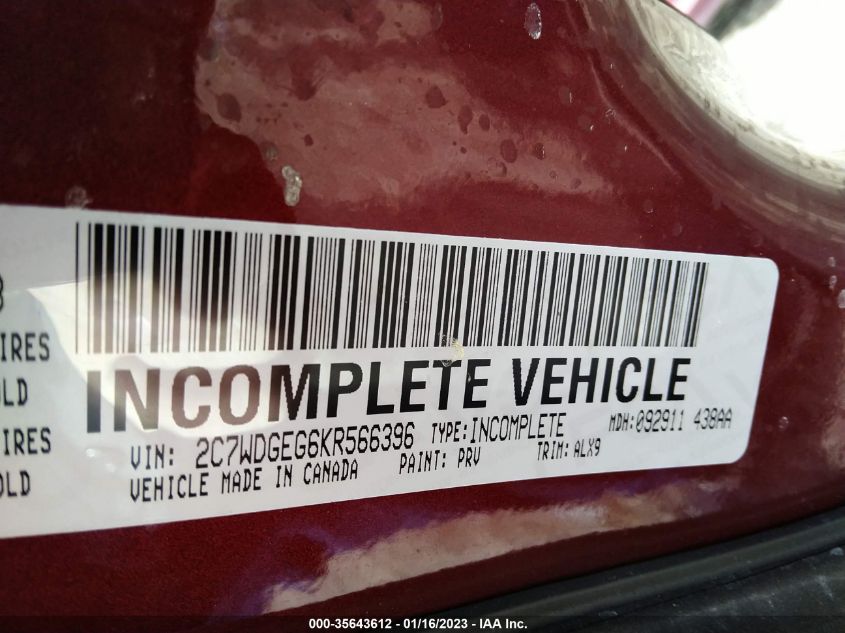 INCOMPLETE VEHICLE
IRES
OLD
IRES
OLD
VIN: 2C7WDGEG6KR566396 TYPE:INCOMPLETE MDH:092911 438AA
VEHICLE MADE IN CANADA PAINT: PRV TRIM: ALX9
000-35643612 - 01/16/2023 - IAA Inc.